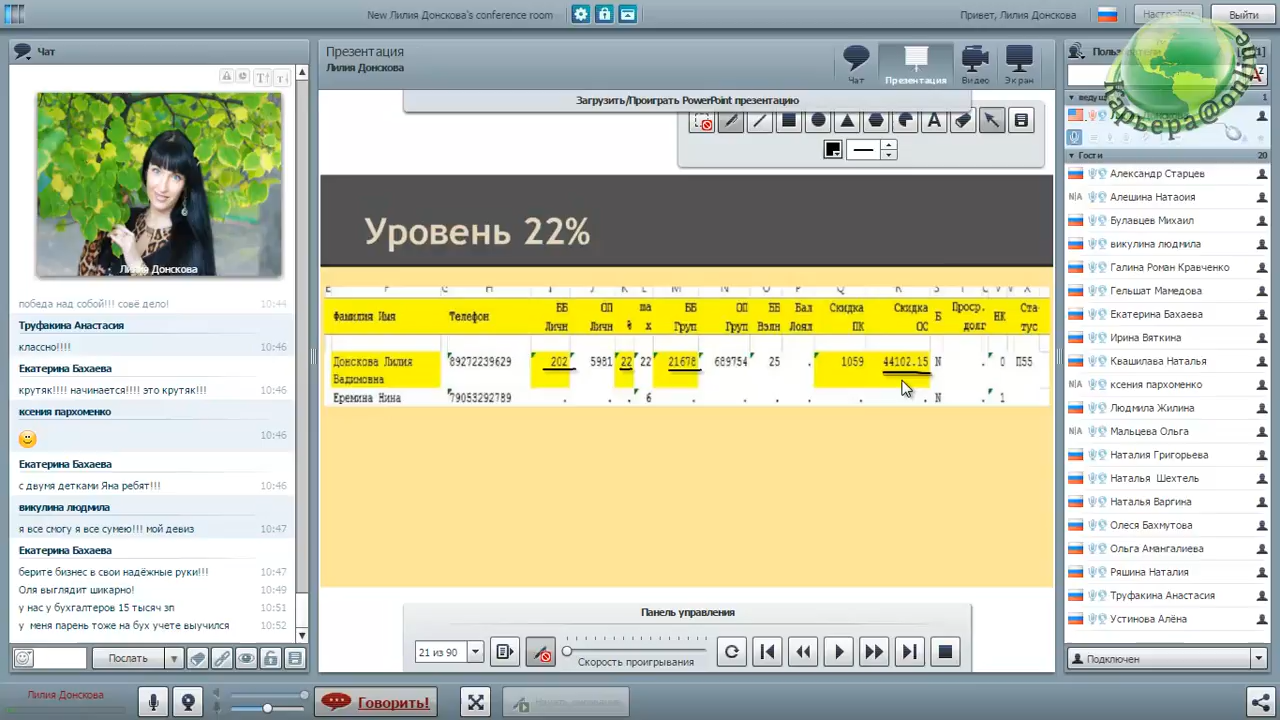 New Лилия Донскова's conference room
Привет, Лилия Донскова
Настройки
Выйти
Чат
Лилия Донскова
победа над собой!!! совё дело!
10:44
Труфакина Анастасия
классно!!!!
10:46
Екатерина Бахаева
крутяк!!!! начинается!!!! это крутяк!!!
10:46
ксения пархоменко
10:46
Екатерина Бахаева
с двумя детками Яна ребят!!!
10:46
викулина людмила
я все смогу я все сумею!!! мой девиз
10:47
Екатерина Бахаева
берите бизнес в свои надёжные руки!!!
10:47
Оля выглядит шикарно!
10:49
у нас у бухгалтеров 15 тысяч зп
10:51
у меня парень тоже на бух учете выучился
10:52
Послать
Презентация
Лилия Донскова
Чат
Презентация
Видео
Экран
Загрузить/Проиграть PowerPoint презентацию
Уровень 22%
Фамилия Имя Телефон ББ Личн ОП Личн ББ Груп ОП Груп ББ Бал Лоял Скидка ПК Скидка ОС Б Проср. долг НК Ста- тус
Донскова Лилия Вадимовна 89272239629 202 5981 22 22 21678 689754 25 . 1059 44102.15 N . 0 П55
Еремина Нина 79053292789 . . . 6 . . . . . . N . 1
Панель управления
21 из 90
Скорость проигрывания
карьера@online
1
Гости
20
Александр Старцев
N/A Алешина Натаоия
Булавцев Михаил
викулина людмила
Галина Роман Кравченко
Гельшат Мамедова
Екатерина Бахаева
Ирина Вяткина
Квашилава Наталья
ксения пархоменко
Людмила Жилина
N/A Мальцева Ольга
Наталия Григорьева
Наталья Шехтель
Наталья Варгина
Олеся Бахмутова
Ольга Амангалиева
Ряшина Наталия
Труфакина Анастасия
Устинова Алёна
Подключен
Лилия Донскова
Говорить!